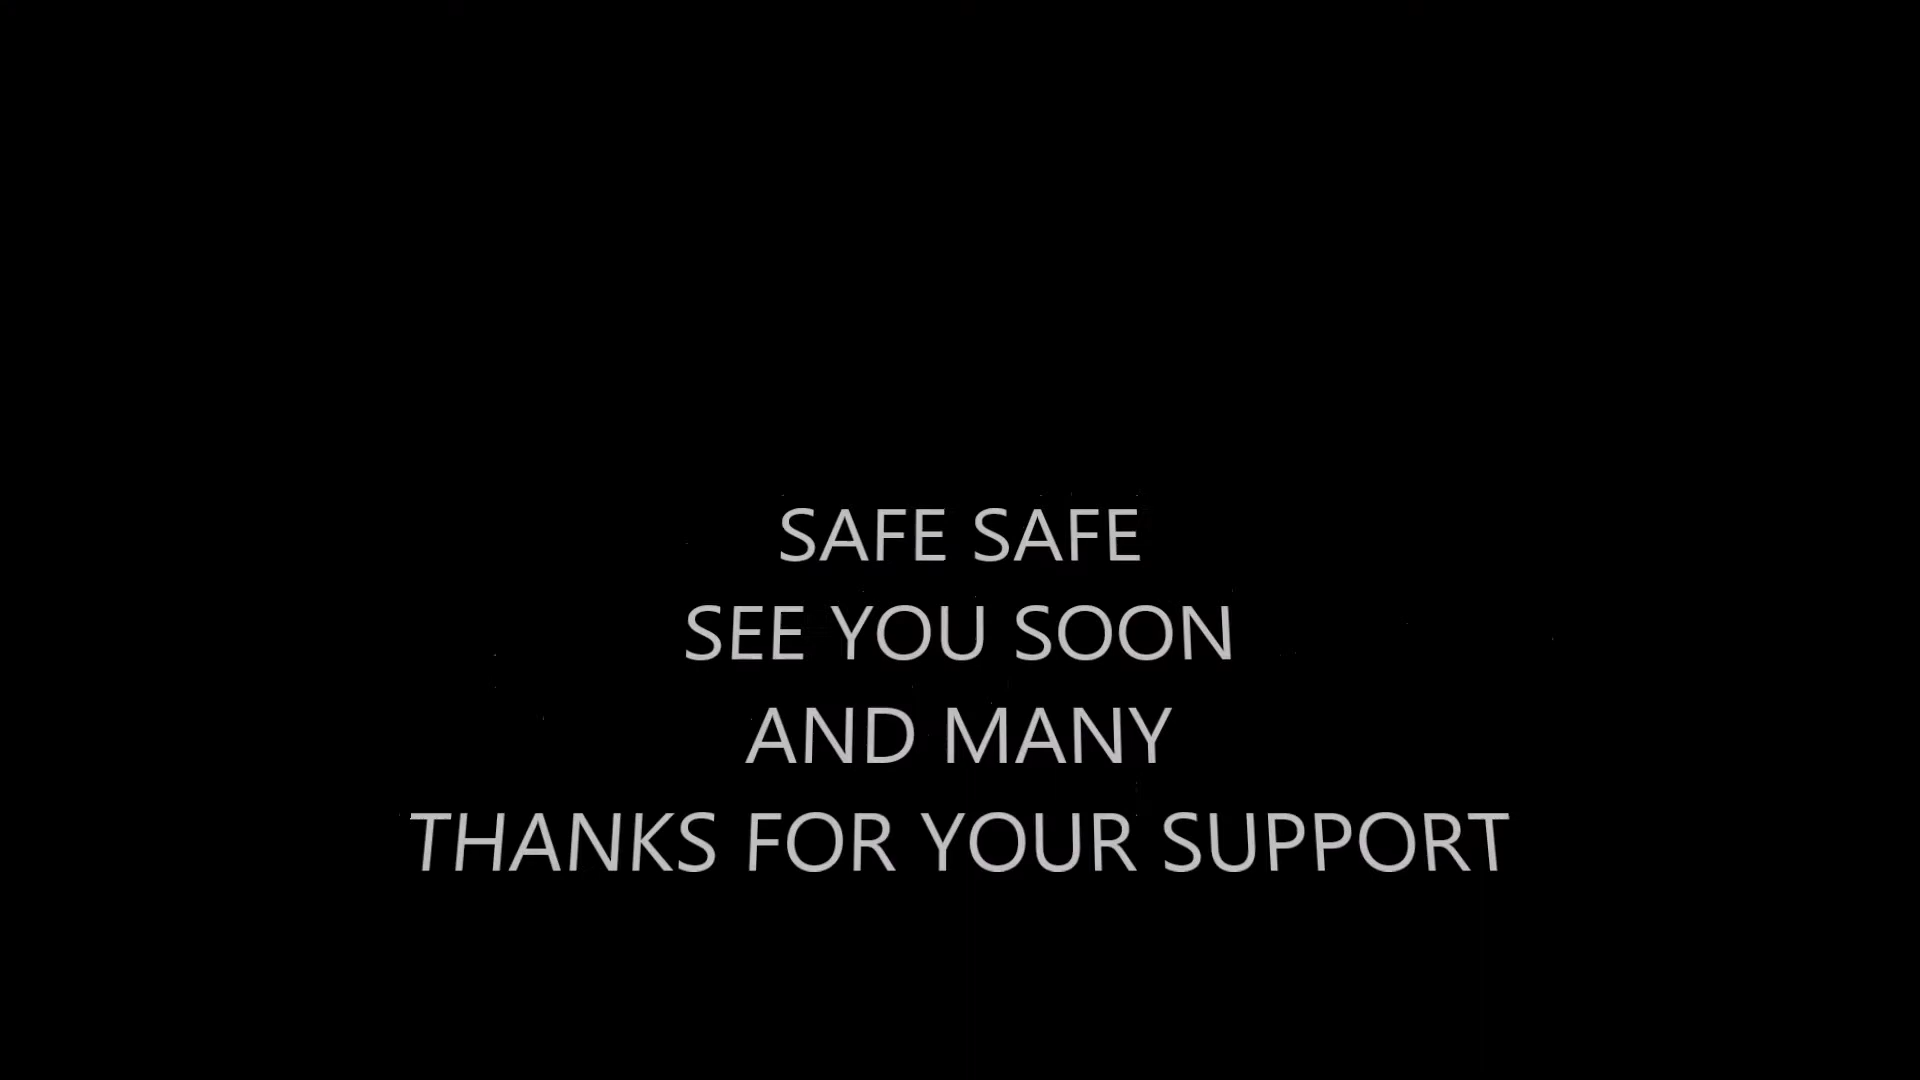 SAFE SAFE
SEE YOU SOON
AND MANY
THANKS FOR YOUR SUPPORT